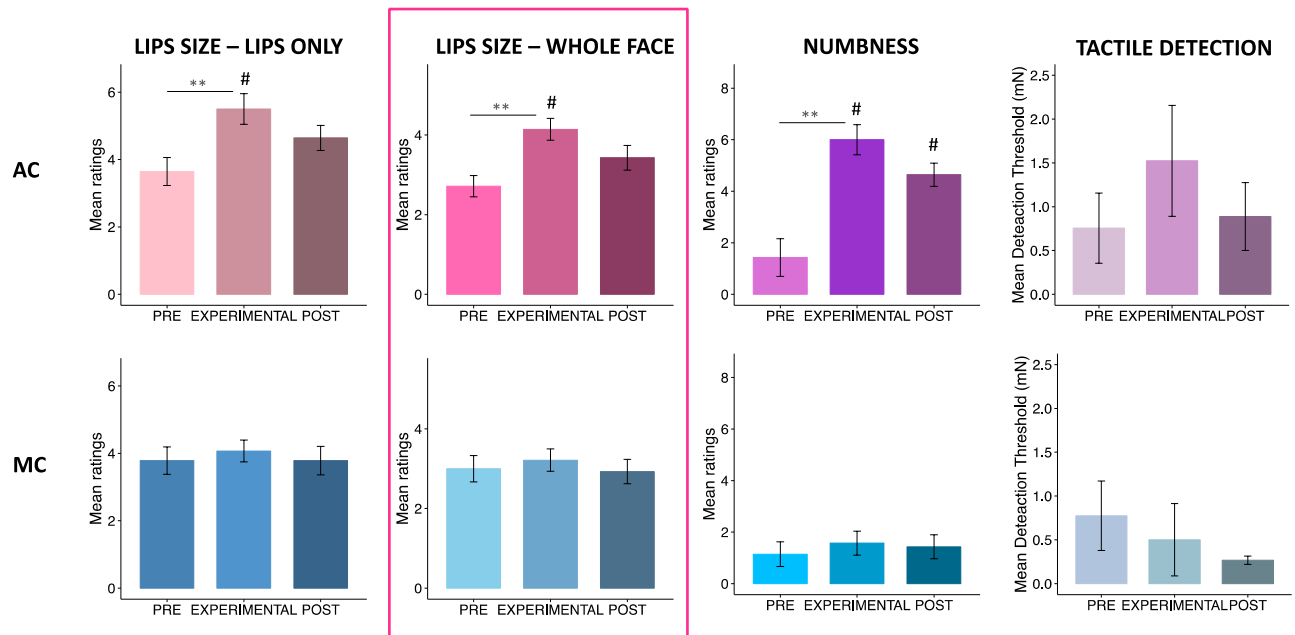 LIPS SIZE – LIPS ONLY
LIPS SIZE – WHOLE FACE
NUMBNESS
TACTILE DETECTION
AC
Mean ratings
6
4
2
0
**
#
PRE EXPERIMENTAL POST
Mean ratings
4
2
0
**
#
PRE EXPERIMENTAL POST
Mean ratings
8
6
4
2
0
**
#
#
PRE EXPERIMENTAL POST
Mean Deteaction Threshold (mN)
2.5
2.0
1.5
1.0
0.5
0.0
PRE EXPERIMENTALPOST
MC
Mean ratings
6
4
2
0
PRE EXPERIMENTAL POST
Mean ratings
4
2
0
PRE EXPERIMENTAL POST
Mean ratings
8
6
4
2
0
PRE EXPERIMENTAL POST
Mean Deteaction Threshold (mN)
2.5
2.0
1.5
1.0
0.5
0.0
PRE EXPERIMENTAL POST